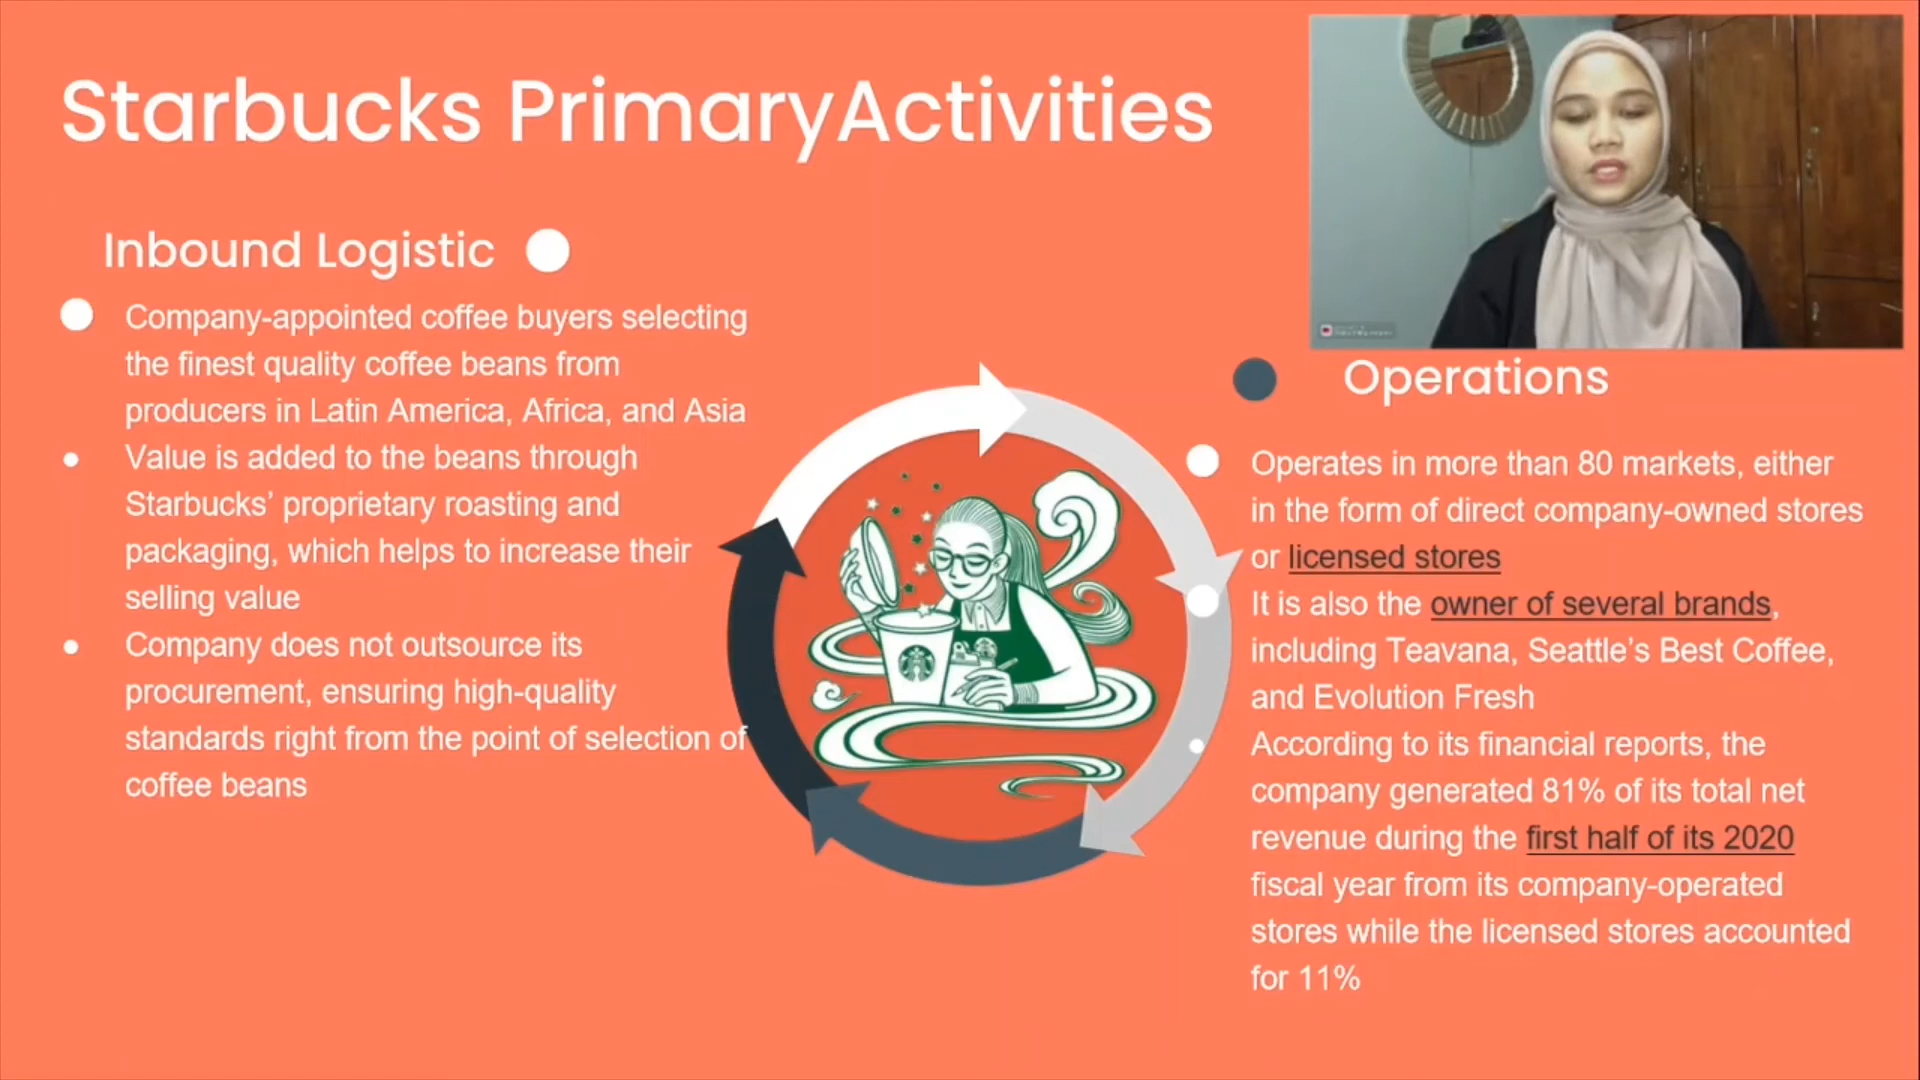 Starbucks PrimaryActivities
Inbound Logistic
Company-appointed coffee buyers selecting
the finest quality coffee beans from
producers in Latin America, Africa, and Asia
Value is added to the beans through
Starbucks’ proprietary roasting and
packaging, which helps to increase their
selling value
Company does not outsource its
procurement, ensuring high-quality
standards right from the point of selection of
coffee beans
Operations
Operates in more than 80 markets, either
in the form of direct company-owned stores
or licensed stores
It is also the owner of several brands,
including Teavana, Seattle’s Best Coffee,
and Evolution Fresh
According to its financial reports, the
company generated 81% of its total net
revenue during the first half of its 2020
fiscal year from its company-operated
stores while the licensed stores accounted
for 11%